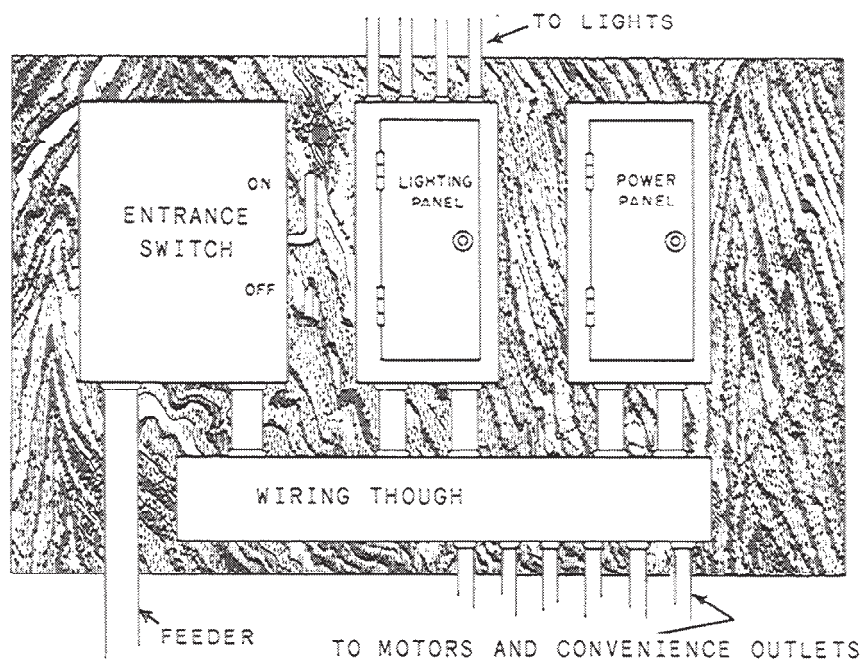 TO LIGHTS
ON
ENTRANCE
SWITCH
OFF
LIGHTING
PANEL
POWER
PANEL
WIRING THOUGH
FEEDER
TO MOTORS AND CONVENIENCE OUTLETS